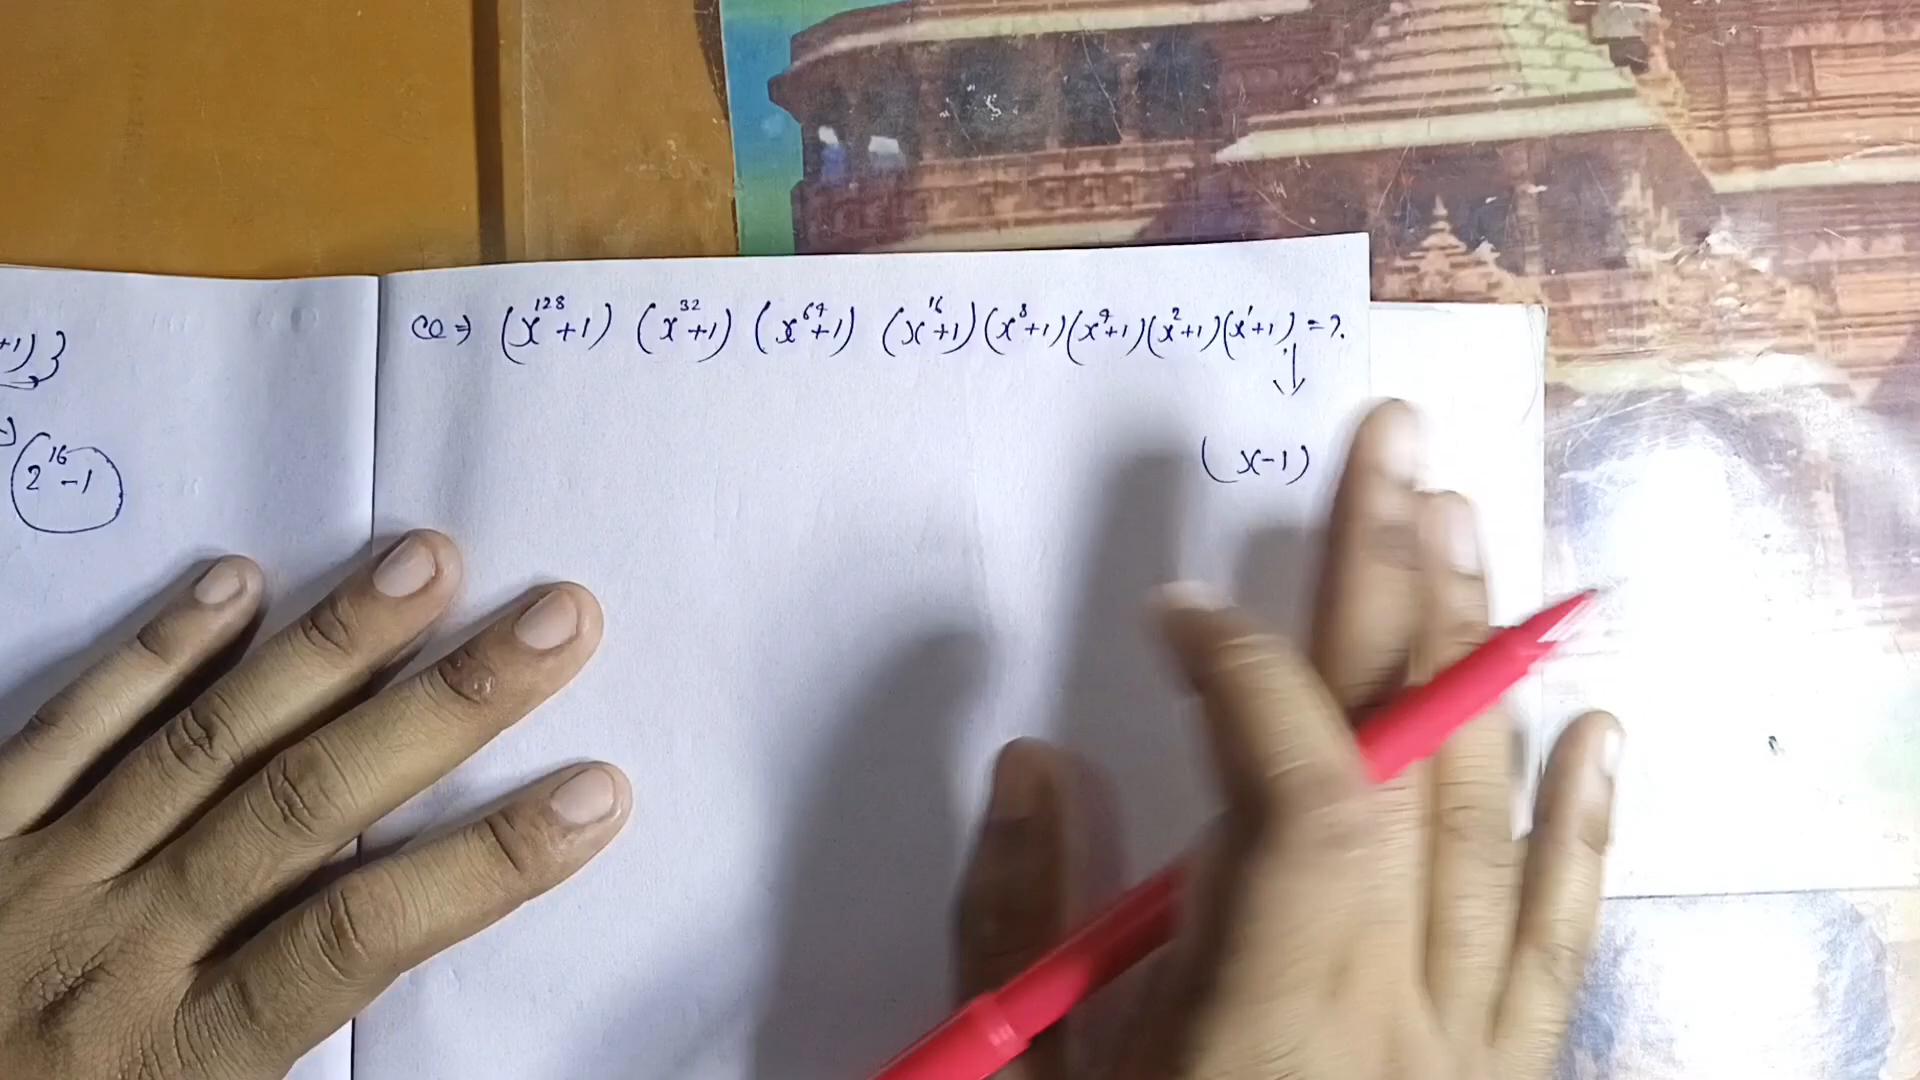 +1)}
2¹⁶-1
CQ⇒ (x¹²⁸+1) (x³²+1) (x⁶⁴+1) (x¹⁶+1)(x⁸+1)(x⁴+1)(x²+1)(x¹+1) = ?.
↓
(x-1)